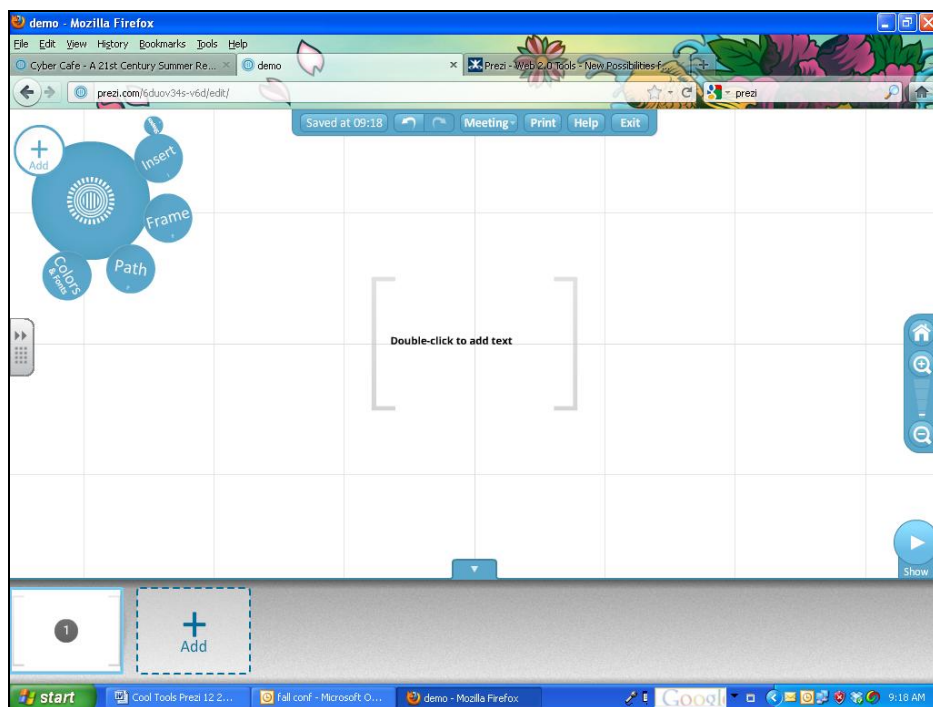 demo - Mozilla Firefox
File Edit View History Bookmarks Tools Help
Cyber Cafe - A 21st Century Summer Re... × demo × Prezi - Web 2.0 Tools - New Possibilities f... +
prezi.com/6duov34s-v6d/edit/ prezi
Saved at 09:18 Meeting Print Help Exit
Add
Insert
Frame
Path
Colors
& Fonts
Double-click to add text
Show
1
Add
start Cool Tools Prezi 12 2... fall conf - Microsoft O... demo - Mozilla Firefox Google 9:18 AM